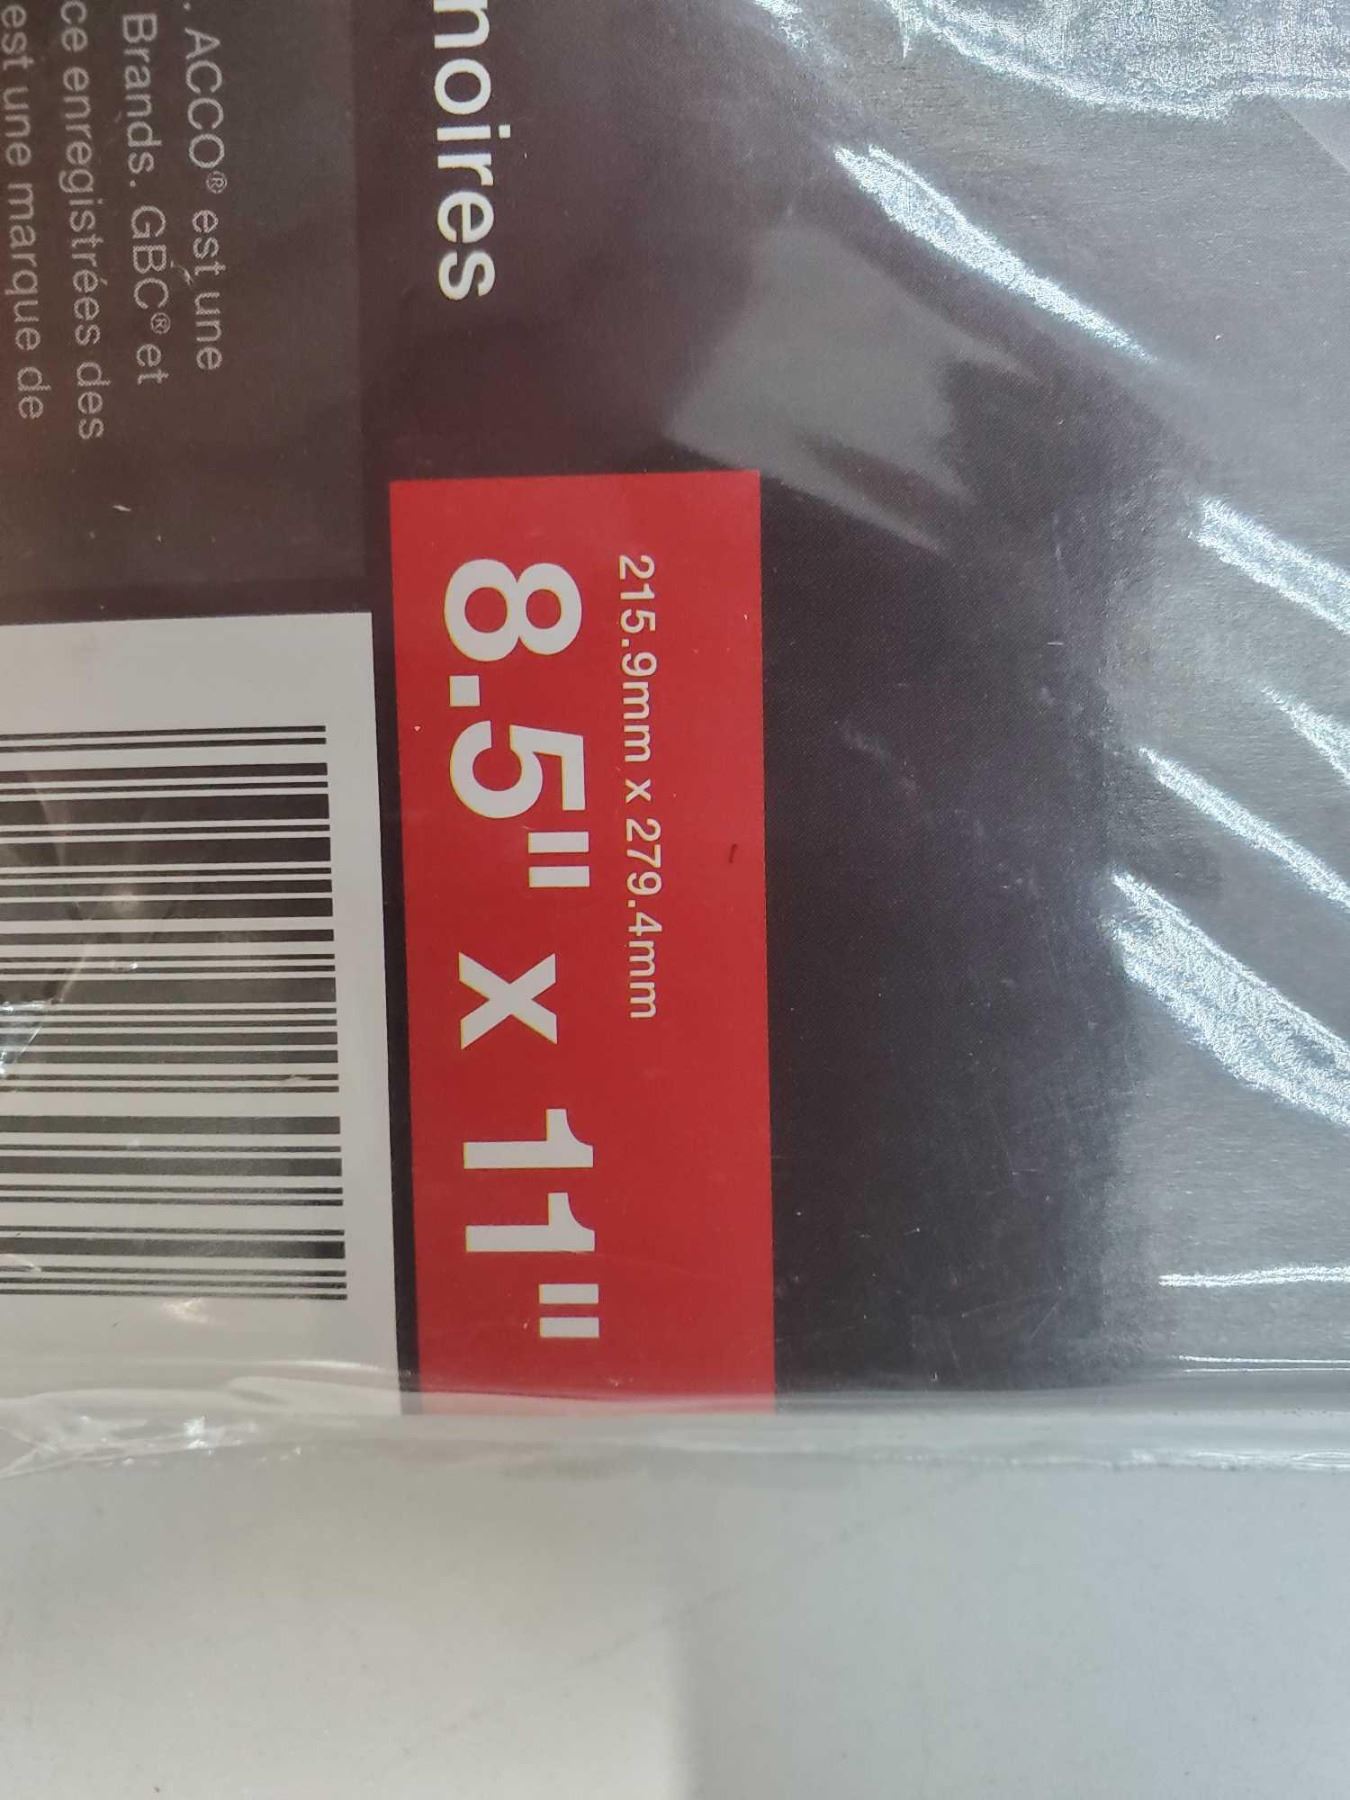 noires
215.9mm x 279.4mm
8.5" x 11"
. ACCO® est une
Brands. GBC® et
ce enregistrées des
est une marque de